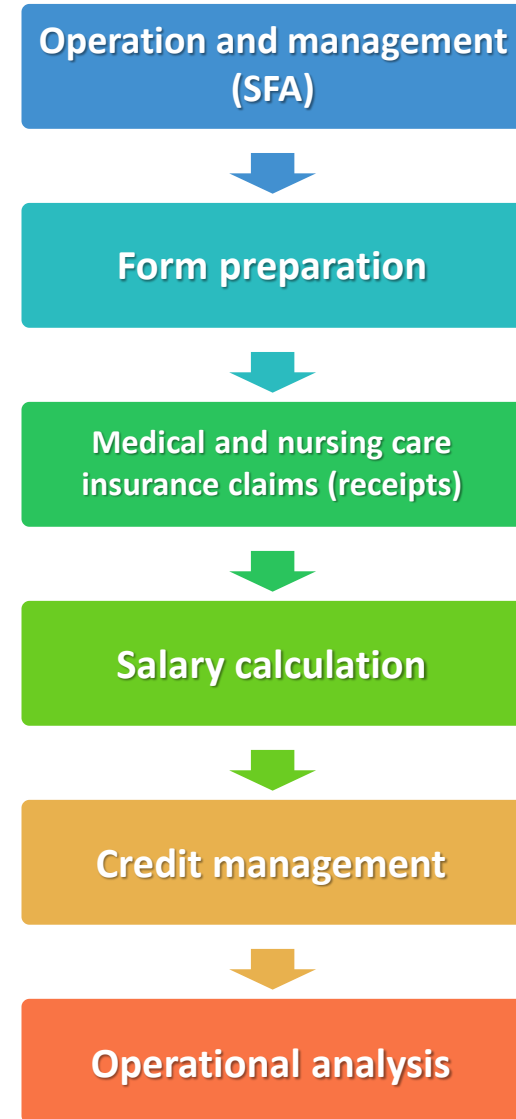 Operation and management
(SFA)
Form preparation
Medical and nursing care
insurance claims (receipts)
Salary calculation
Credit management
Operational analysis